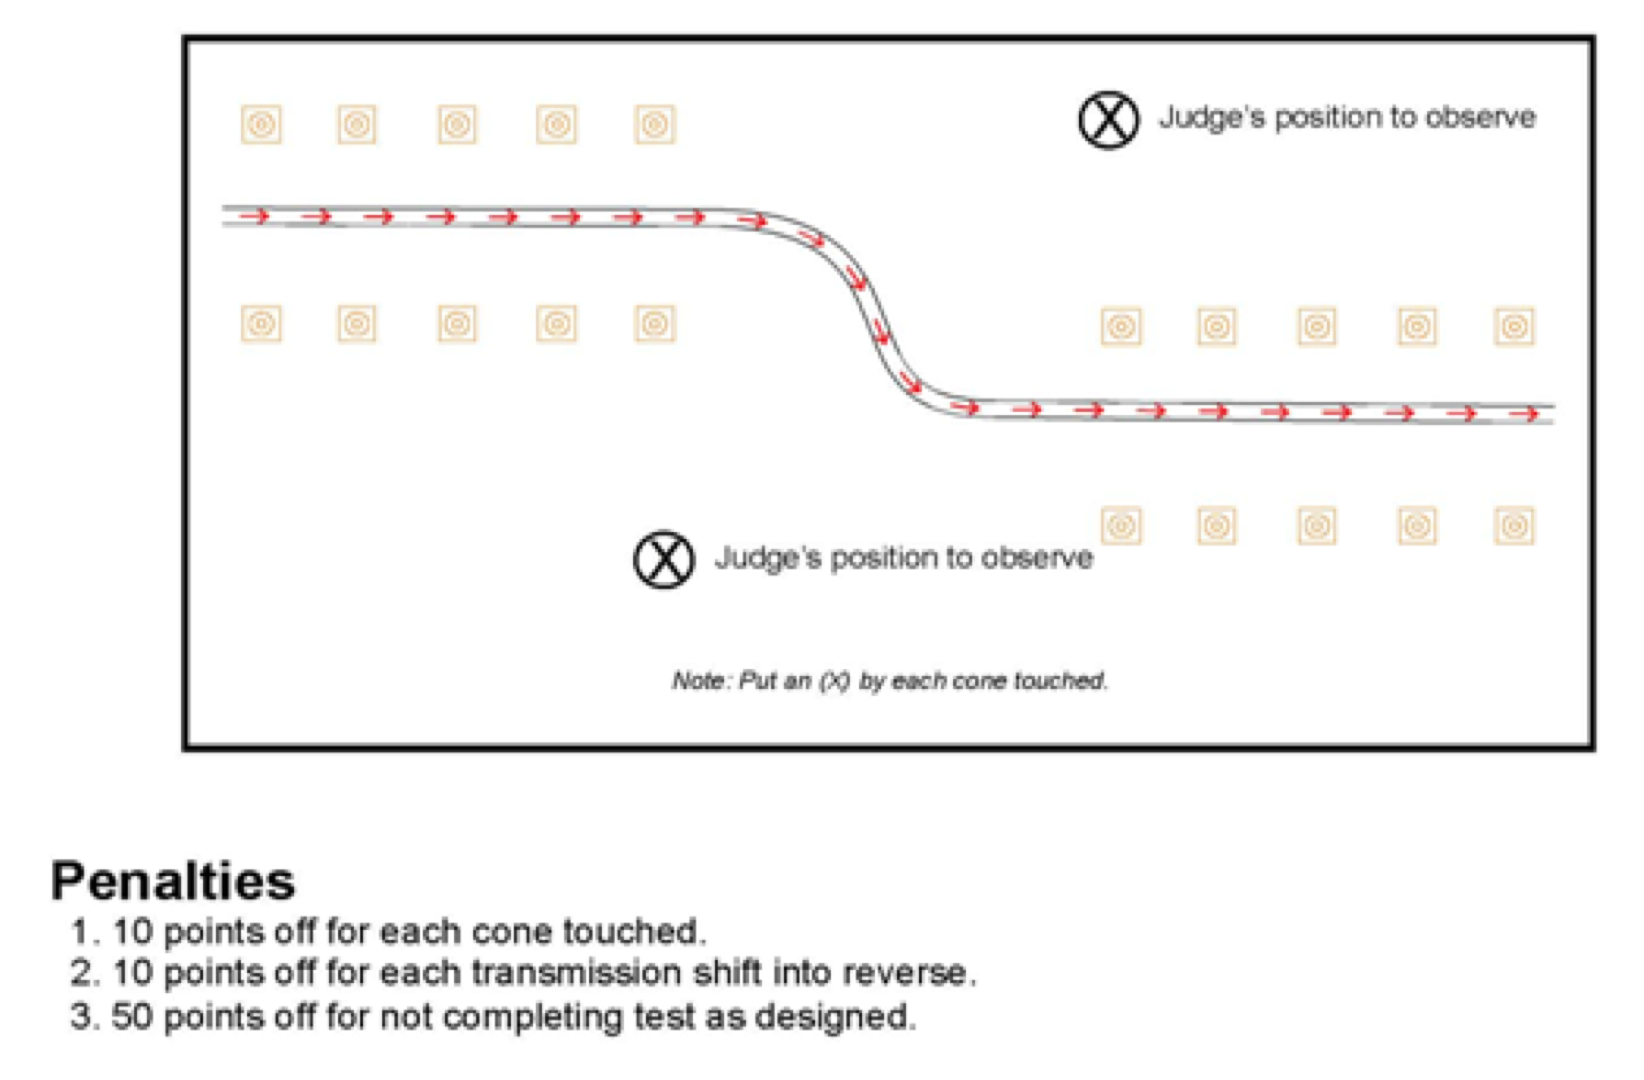 Judge's position to observe
Judge's position to observe
Note: Put an (X) by each cone touched.
Penalties
1. 10 points off for each cone touched.
2. 10 points off for each transmission shift into reverse.
3. 50 points off for not completing test as designed.